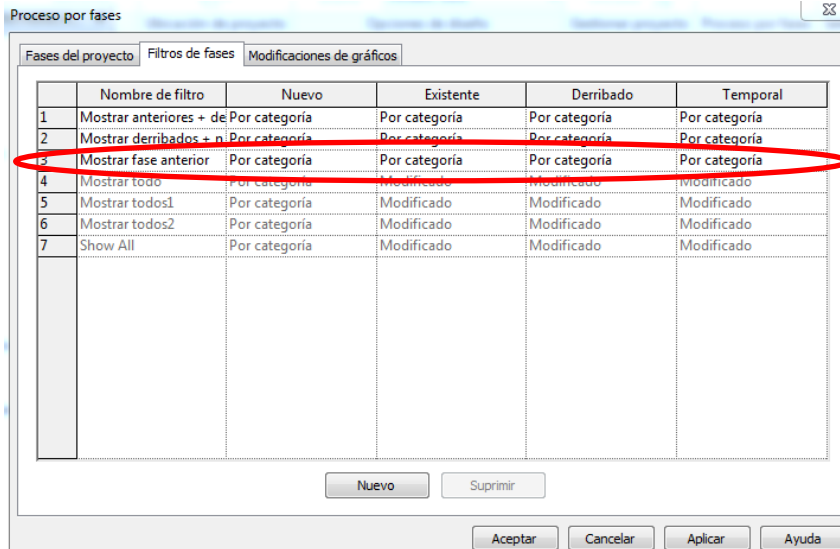 Proceso por fases
Fases del proyecto Filtros de fases Modificaciones de gráficos
Nombre de filtro Nuevo Existente Derribado Temporal
1 Mostrar anteriores + de Por categoría Por categoría Por categoría Por categoría
2 Mostrar derribados + n Por categoría Por categoría Por categoría Por categoría
3 Mostrar fase anterior Por categoría Por categoría Por categoría Por categoría
4 Mostrar todo Por categoría Modificado Modificado Modificado
5 Mostrar todos1 Por categoría Modificado Modificado Modificado
6 Mostrar todos2 Por categoría Modificado Modificado Modificado
7 Show All Por categoría Modificado Modificado Modificado
Nuevo Suprimir
Aceptar Cancelar Aplicar Ayuda